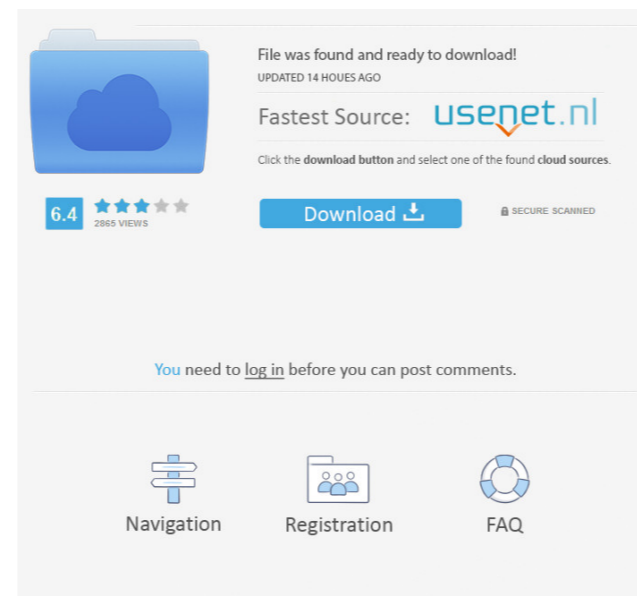 File was found and ready to download!
UPDATED 14 HOUES AGO
Fastest Source: usenet.nl
Click the download button and select one of the found cloud sources.
6.4
2865 VIEWS
Download
SECURE SCANNED
You need to log in before you can post comments.
Navigation
Registration
FAQ